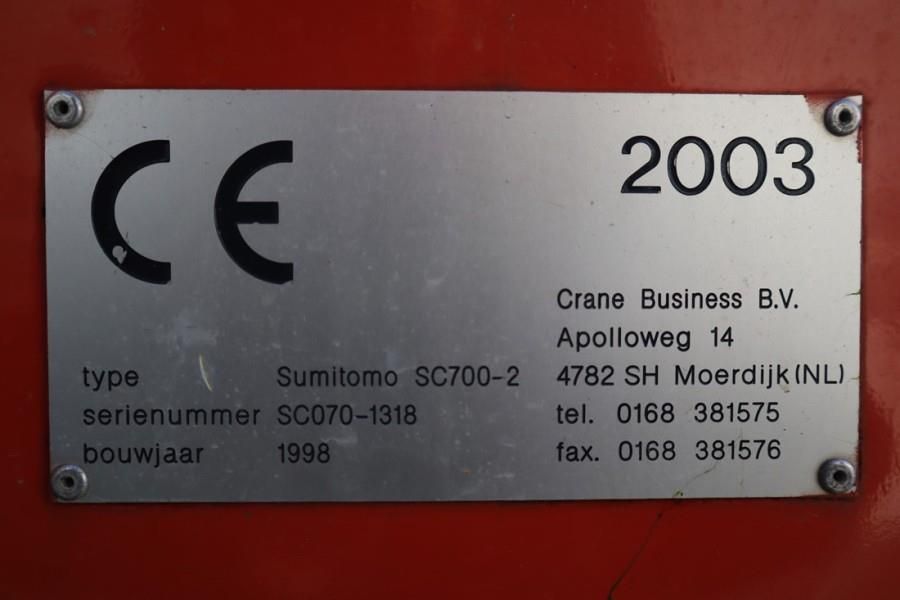 CE 2003
Crane Business B.V.
Apolloweg 14
4782 SH Moerdijk (NL)
tel. 0168 381575
fax. 0168 381576
type Sumitomo SC700-2
serienummer SC070-1318
bouwjaar 1998